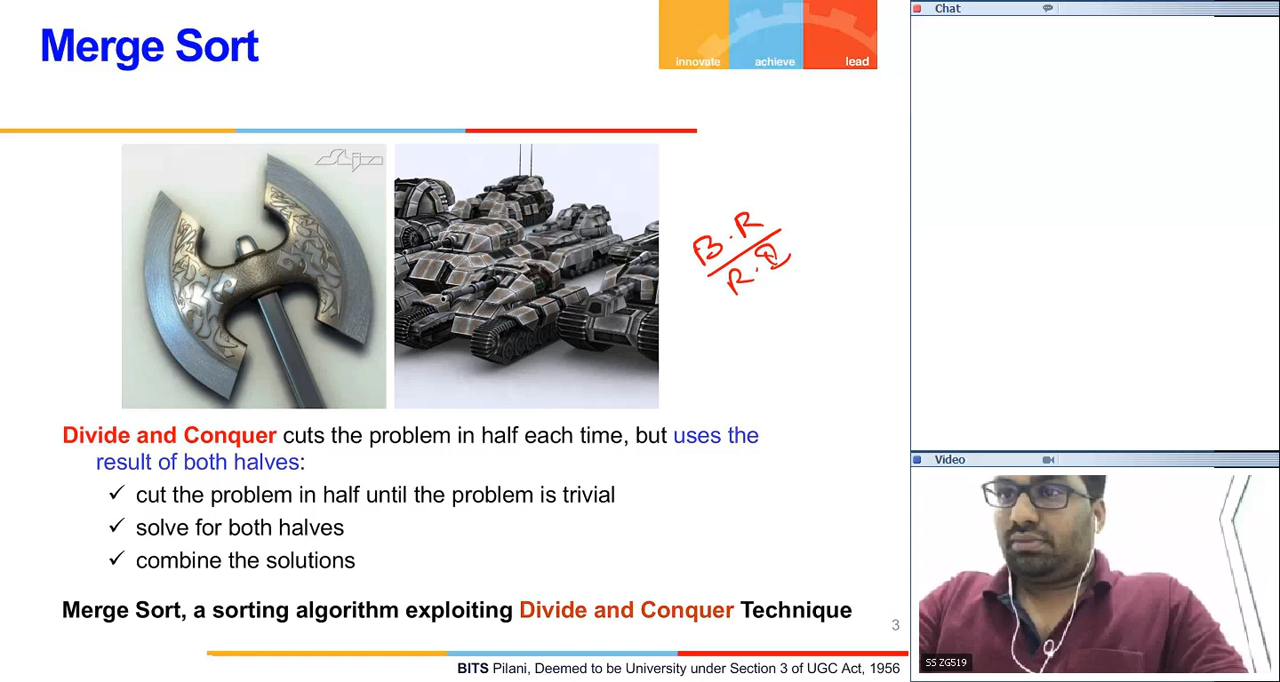 Merge Sort
innovate achieve lead
B.R
R.
Divide and Conquer cuts the problem in half each time, but uses the
result of both halves:
✓ cut the problem in half until the problem is trivial
✓ solve for both halves
✓ combine the solutions
Merge Sort, a sorting algorithm exploiting Divide and Conquer Technique
3
BITS Pilani, Deemed to be University under Section 3 of UGC Act, 1956
Chat
Video
SS ZG519